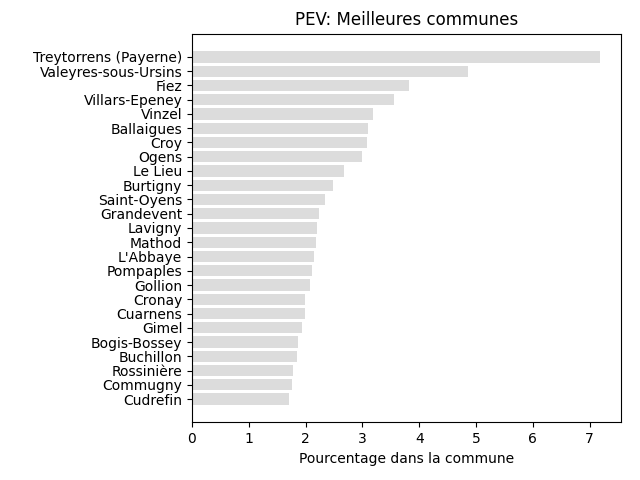 PEV: Meilleures communes
Treytorrens (Payerne)
Valeyres-sous-Ursins
Fiez
Villars-Epeney
Vinzel
Ballaigues
Croy
Ogens
Le Lieu
Burtigny
Saint-Oyens
Grandevent
Lavigny
Mathod
L'Abbaye
Pompaples
Gollion
Cronay
Cuarnens
Gimel
Bogis-Bossey
Buchillon
Rossinière
Commugny
Cudrefin
0 1 2 3 4 5 6 7
Pourcentage dans la commune